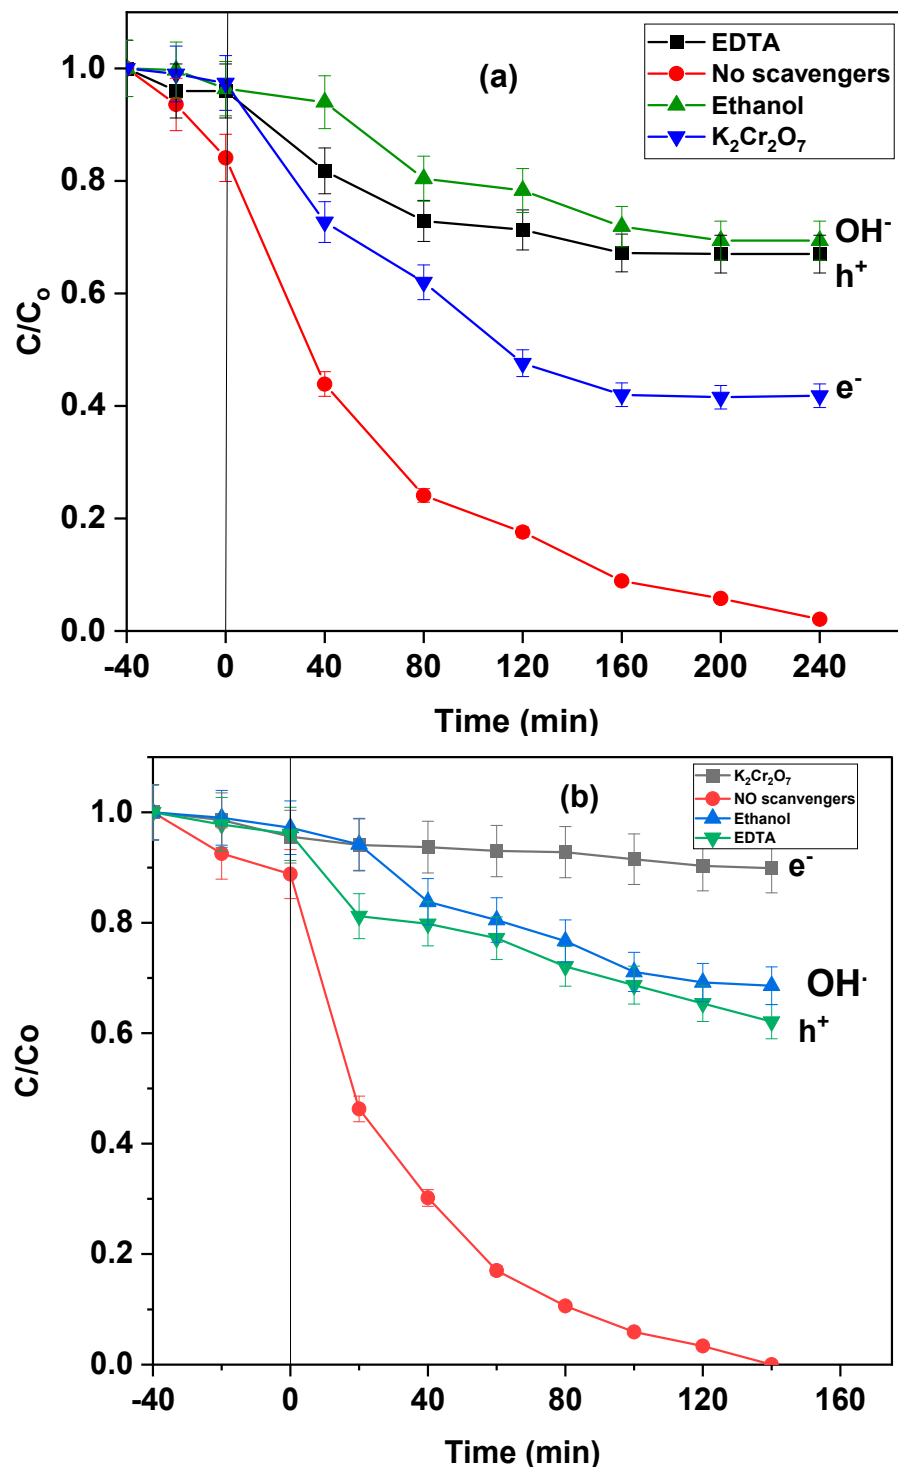 (a)
EDTA
No scavengers
Ethanol
K₂Cr₂O₇
1.0
0.8
0.6
0.4
0.2
0.0
C/Cₒ
OH⁻
h⁺
e⁻
-40 0 40 80 120 160 200 240
Time (min)
(b)
K₂Cr₂O₇
NO scanvengers
Ethanol
EDTA
1.0
0.8
0.6
0.4
0.2
0.0
C/Co
e⁻
OH·
h⁺
-40 0 40 80 120 160
Time (min)